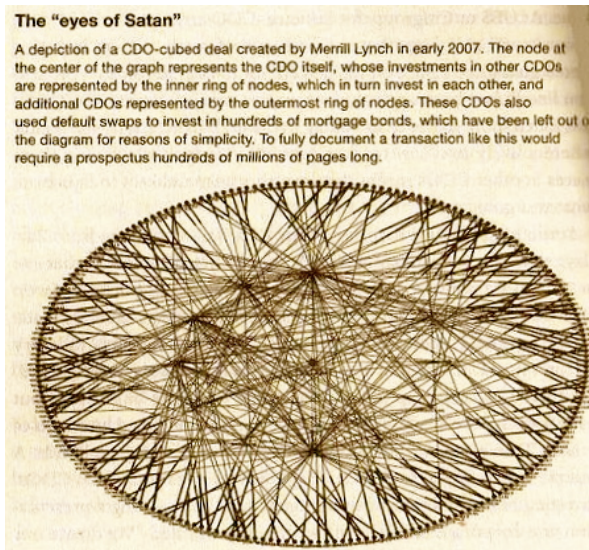 The “eyes of Satan”
A depiction of a CDO-cubed deal created by Merrill Lynch in early 2007. The node at
the center of the graph represents the CDO itself, whose investments in other CDOs
are represented by the inner ring of nodes, which in turn invest in each other, and
additional CDOs represented by the outermost ring of nodes. These CDOs also
used default swaps to invest in hundreds of mortgage bonds, which have been left out
the diagram for reasons of simplicity. To fully document a transaction like this would
require a prospectus hundreds of millions of pages long.